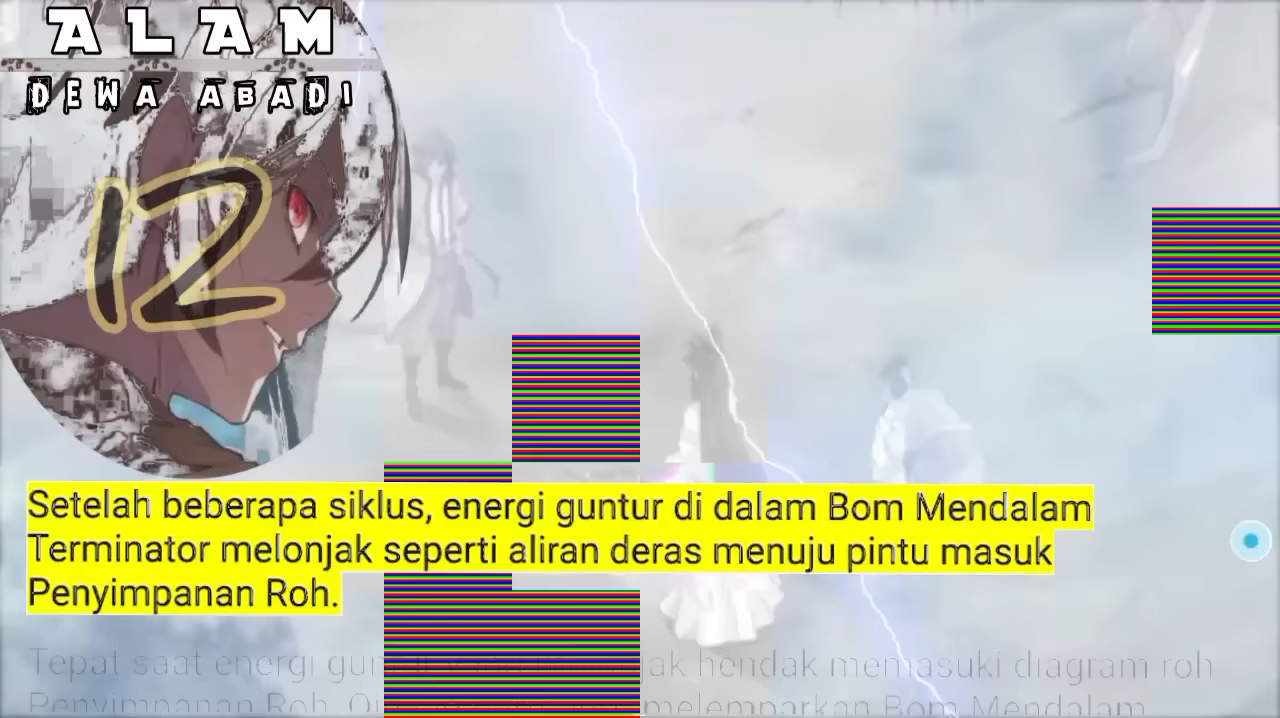 ALAM
DEWA ABADI
12
Setelah beberapa siklus, energi guntur di dalam Bom Mendalam
Terminator melonjak seperti aliran deras menuju pintu masuk
Penyimpanan Roh.
Tepat saat energi hendak memasuki diagram roh
Penyimpanan Roh. melemparkan Bom Mendalam